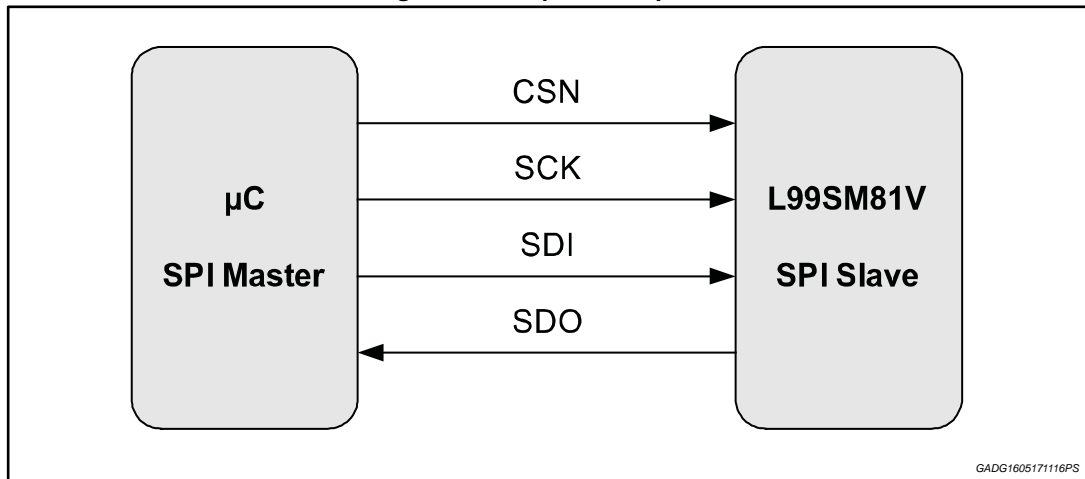 CSN
SCK
µC
L99SM81V
SDI
SPI Master
SPI Slave
SDO
GADG1605171116PS